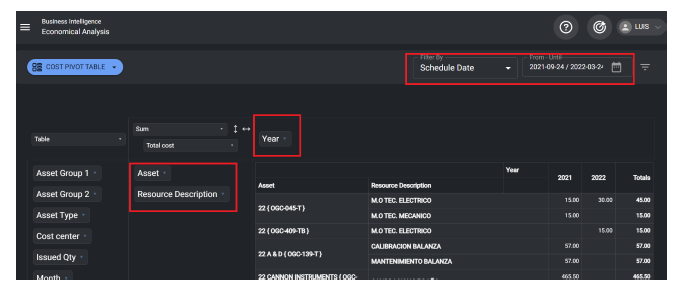 Business Intelligence
Economical Analysis
LUIS
COST PIVOT TABLE
Filter By
Schedule Date
From - Until
2021-09-24 / 2022-03-24
Table
Sum
Total cost
Year
Asset Group 1
Asset Group 2
Asset Type
Cost center
Issued Qty
Month
Asset
Resource Description
Year
Asset Resource Description 2021 2022 Totals
22 ( OGC-045-T ) M.O TEC. ELECTRICO 15.00 30.00 45.00
M.O TEC. MECANICO 15.00 15.00
22 ( OGC-409-TB ) M.O TEC. ELECTRICO 15.00 15.00
22 A & D ( OGC-139-T ) CALIBRACION BALANZA 57.00 57.00
MANTENIMIENTO BALANZA 57.00 57.00
22 CANNON INSTRUMENTS ( OGC- 465.50 465.50